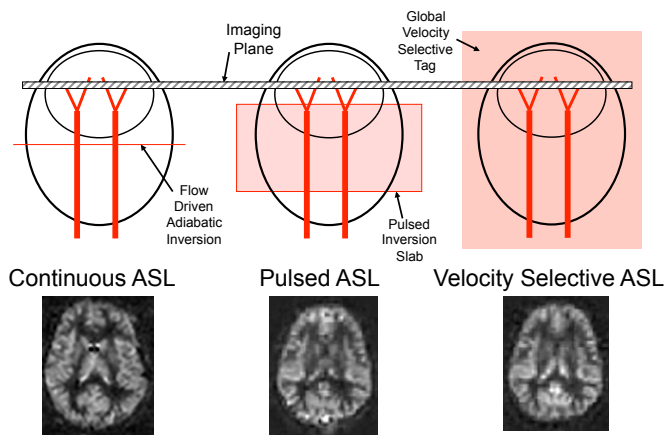 Imaging
Plane
Global
Velocity
Selective
Tag
Flow
Driven
Adiabatic
Inversion
Pulsed
Inversion
Slab
Continuous ASL
Pulsed ASL
Velocity Selective ASL